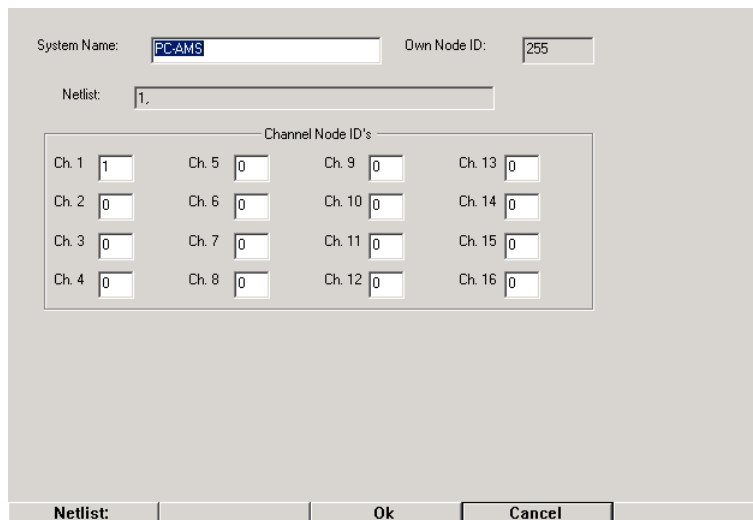 System Name: PC-AMS Own Node ID: 255
Netlist: 1,
Channel Node ID's
Ch. 1 1 Ch. 5 0 Ch. 9 0 Ch. 13 0
Ch. 2 0 Ch. 6 0 Ch. 10 0 Ch. 14 0
Ch. 3 0 Ch. 7 0 Ch. 11 0 Ch. 15 0
Ch. 4 0 Ch. 8 0 Ch. 12 0 Ch. 16 0
Netlist: Ok Cancel